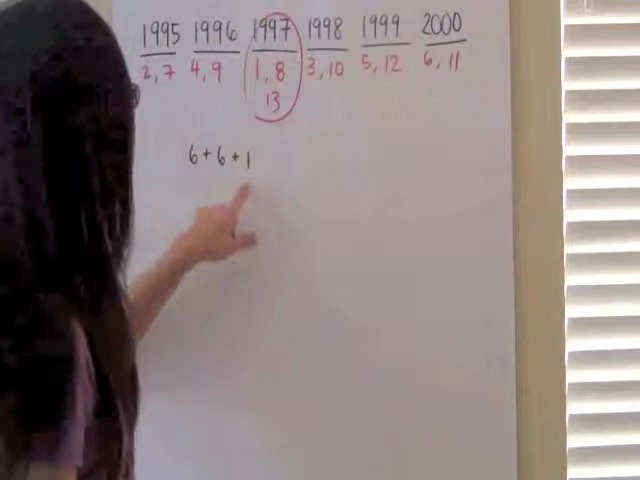 1995 1996 1997 1998 1999 2000
2, 7 4, 9 1, 8 3, 10 5, 12 6, 11
13
6 + 6 + 1